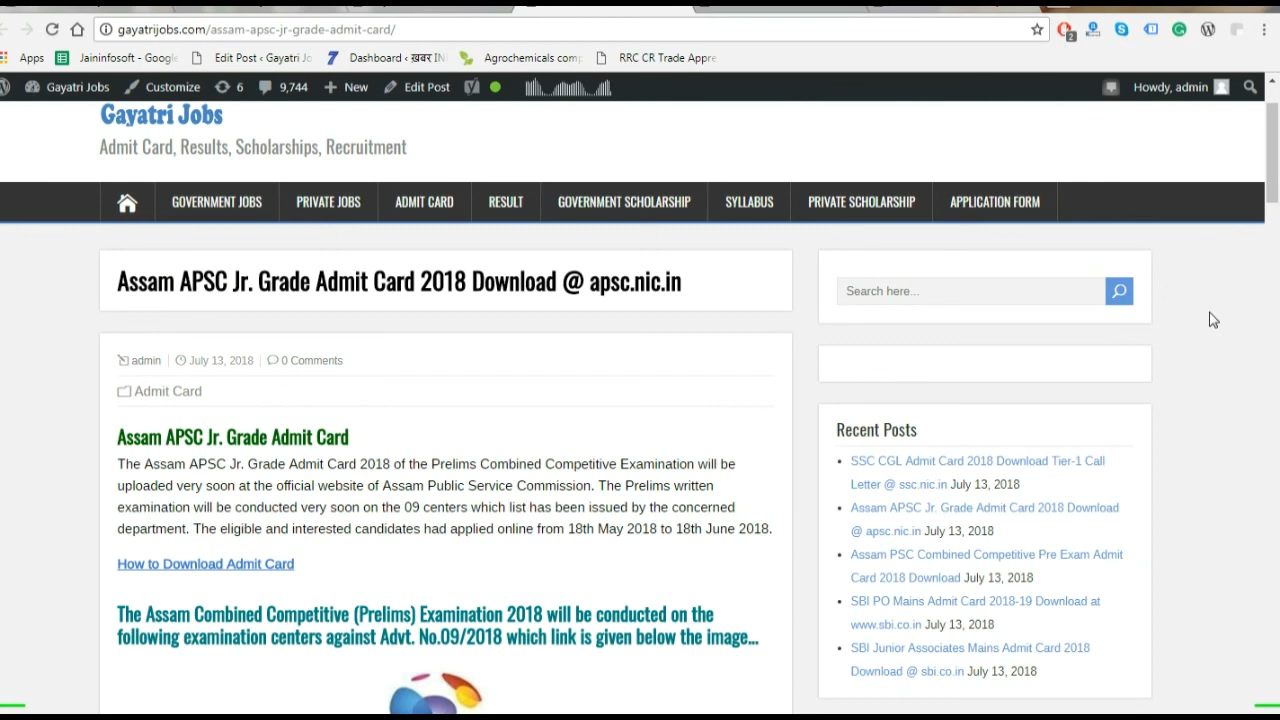 gayatrijobs.com/assam-apsc-jr-grade-admit-card/
2
Apps Jaininfosoft - Google Edit Post ‹ Gayatri Jo Dashboard ‹ ख़बर IN Agrochemicals com RRC CR Trade Appre
Gayatri Jobs Customize 6 9,744 New Edit Post Howdy, admin
Gayatri Jobs
Admit Card, Results, Scholarships, Recruitment
GOVERNMENT JOBS PRIVATE JOBS ADMIT CARD RESULT GOVERNMENT SCHOLARSHIP SYLLABUS PRIVATE SCHOLARSHIP APPLICATION FORM
Assam APSC Jr. Grade Admit Card 2018 Download @ apsc.nic.in
admin July 13, 2018 0 Comments
Admit Card
Assam APSC Jr. Grade Admit Card
The Assam APSC Jr. Grade Admit Card 2018 of the Prelims Combined Competitive Examination will be
uploaded very soon at the official website of Assam Public Service Commission. The Prelims written
examination will be conducted very soon on the 09 centers which list has been issued by the concerned
department. The eligible and interested candidates had applied online from 18th May 2018 to 18th June 2018.
How to Download Admit Card
The Assam Combined Competitive (Prelims) Examination 2018 will be conducted on the
following examination centers against Advt. No.09/2018 which link is given below the image...
Search here...
Recent Posts
SSC CGL Admit Card 2018 Download Tier-1 Call
Letter @ ssc.nic.in July 13, 2018
Assam APSC Jr. Grade Admit Card 2018 Download
@ apsc.nic.in July 13, 2018
Assam PSC Combined Competitive Pre Exam Admit
Card 2018 Download July 13, 2018
SBI PO Mains Admit Card 2018-19 Download at
www.sbi.co.in July 13, 2018
SBI Junior Associates Mains Admit Card 2018
Download @ sbi.co.in July 13, 2018